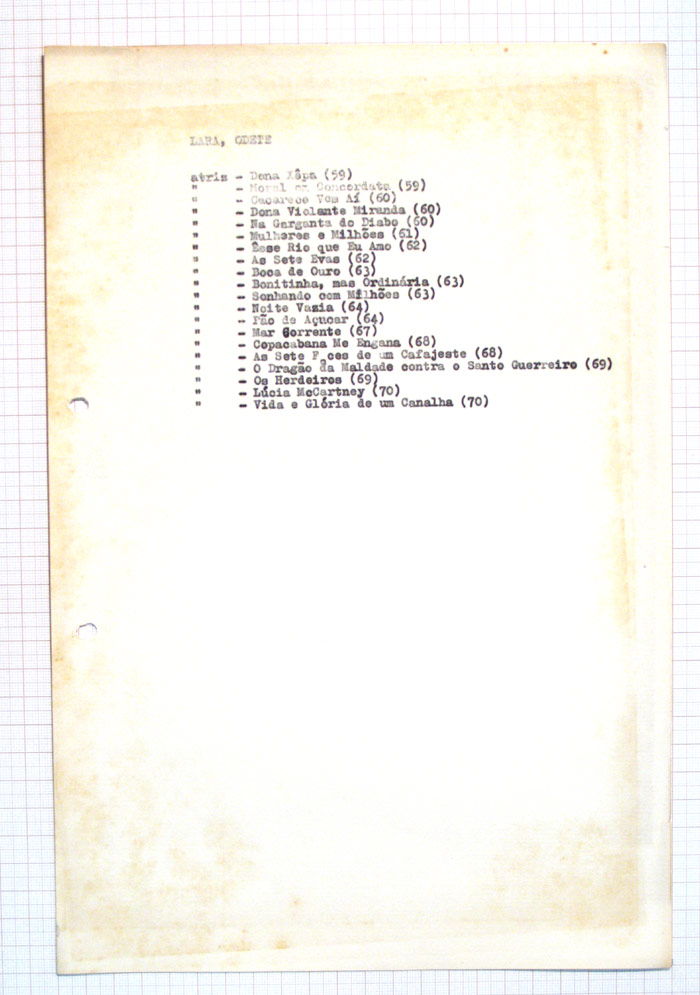 LARA, ODETE
atriz - Dona Xêpa (59)
" - Moral em Concordata (59)
" - Cacareco Vem Aí (60)
" - Dona Violante Miranda (60)
" - Na Garganta do Diabo (60)
" - Mulheres e Milhões (61)
" - Êsse Rio que Eu Amo (62)
" - As Sete Evas (62)
" - Boca de Ouro (63)
" - Bonitinha, mas Ordinária (63)
" - Sonhando com Milhões (63)
" - Noite Vazia (64)
" - Pão de Açucar (64)
" - Mar Corrente (67)
" - Copacabana Me Engana (68)
" - As Sete Faces de um Cafajeste (68)
" - O Dragão da Maldade contra o Santo Guerreiro (69)
" - Os Herdeiros (69)
" - Lúcia McCartney (70)
" - Vida e Glória de um Canalha (70)